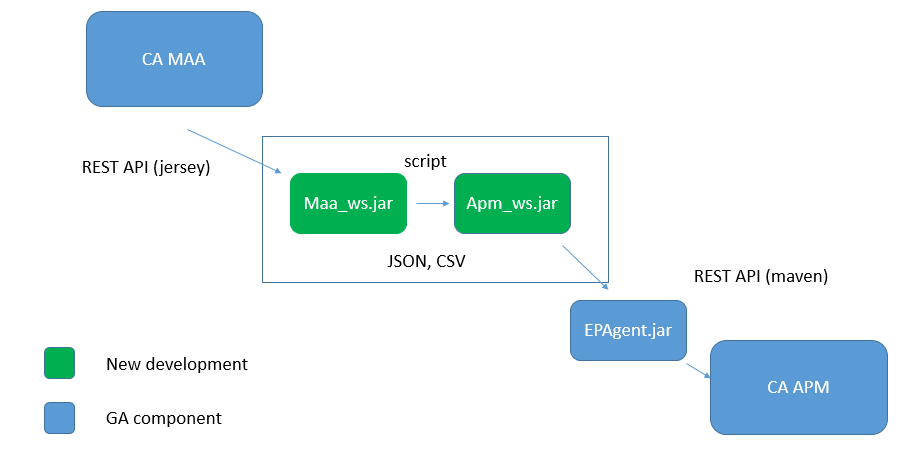 CA MAA
REST API (jersey)
script
Maa_ws.jar
Apm_ws.jar
JSON, CSV
REST API (maven)
EPAgent.jar
CA APM
New development
GA component